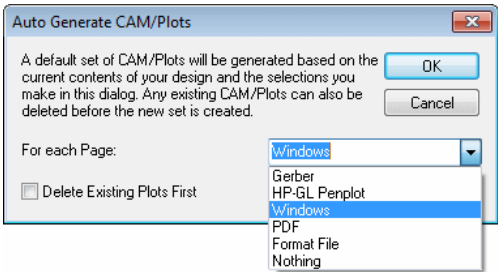 Auto Generate CAM/Plots
A default set of CAM/Plots will be generated based on the
current contents of your design and the selections you
make in this dialog. Any existing CAM/Plots can also be
deleted before the new set is created.
OK
Cancel
For each Page:
Windows
Delete Existing Plots First
Gerber
HP-GL Penplot
Windows
PDF
Format File
Nothing